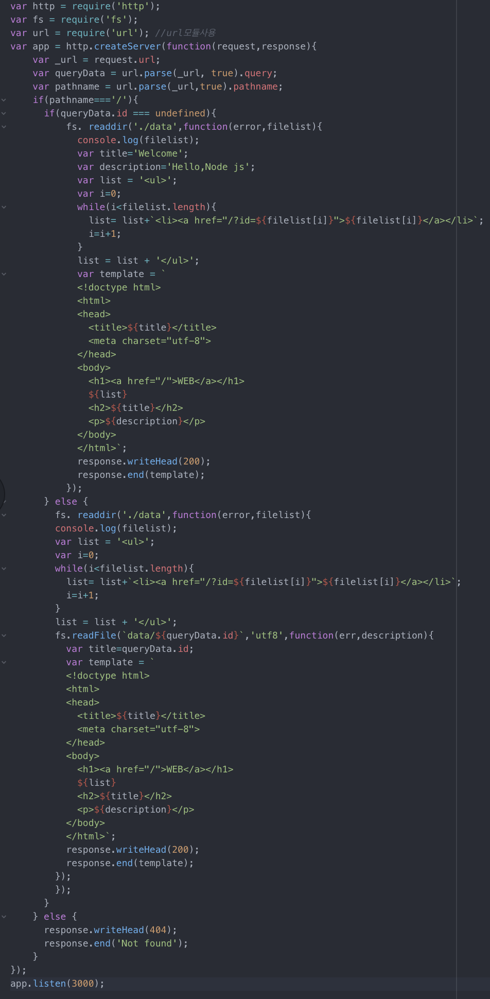 var http = require('http');
var fs = require('fs');
var url = require('url'); //url모듈사용
var app = http.createServer(function(request,response){
    var _url = request.url;
    var queryData = url.parse(_url, true).query;
    var pathname = url.parse(_url,true).pathname;
    if(pathname==='/'){
      if(queryData.id === undefined){
          fs. readdir('./data',function(error,filelist){
            console.log(filelist);
            var title='Welcome';
            var description='Hello,Node js';
            var list = '<ul>';
            var i=0;
            while(i<filelist.length){
              list= list+`<li><a href="/?id=${filelist[i]}">${filelist[i]}</a></li>`;
              i=i+1;
            }
            list = list + '</ul>';
            var template = `
            <!doctype html>
            <html>
            <head>
              <title>${title}</title>
              <meta charset="utf-8">
            </head>
            <body>
              <h1><a href="/">WEB</a></h1>
              ${list}
              <h2>${title}</h2>
              <p>${description}</p>
            </body>
            </html>`;
            response.writeHead(200);
            response.end(template);
          });
      } else {
        fs. readdir('./data',function(error,filelist){
        console.log(filelist);
        var list = '<ul>';
        var i=0;
        while(i<filelist.length){
          list= list+`<li><a href="/?id=${filelist[i]}">${filelist[i]}</a></li>`;
          i=i+1;
        }
        list = list + '</ul>';
        fs.readFile(`data/${queryData.id}`,'utf8',function(err,description){
          var title=queryData.id;
          var template = `
          <!doctype html>
          <html>
          <head>
            <title>${title}</title>
            <meta charset="utf-8">
          </head>
          <body>
            <h1><a href="/">WEB</a></h1>
            ${list}
            <h2>${title}</h2>
            <p>${description}</p>
          </body>
          </html>`;
          response.writeHead(200);
          response.end(template);
        });
        });
      }
    } else {
      response.writeHead(404);
      response.end('Not found');
    }
});
app.listen(3000);